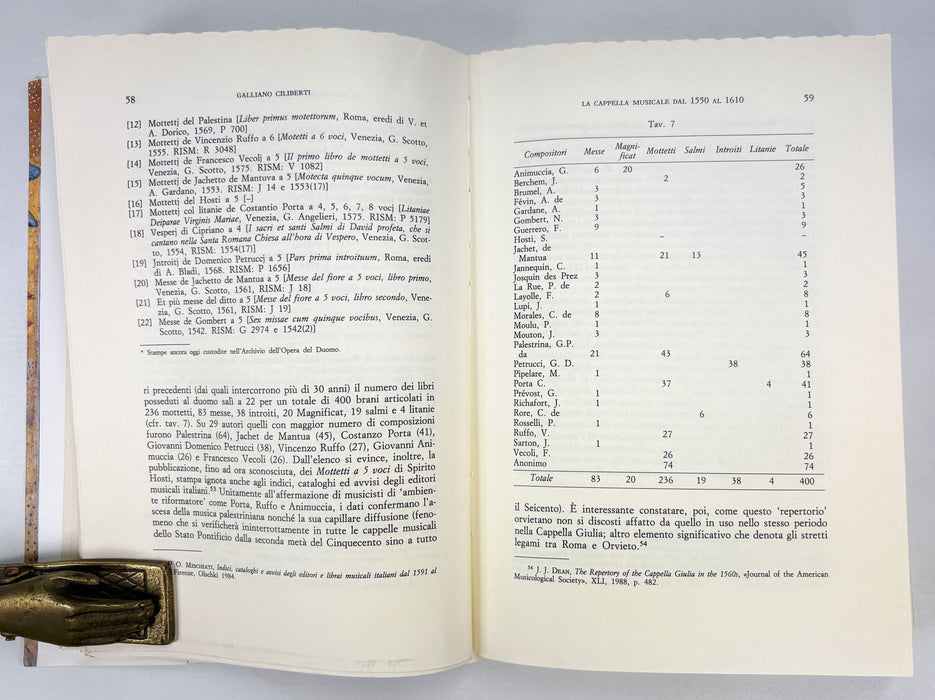 58
GALLIANO CILIBERTI
[12] Mottettj del Palestina [Liber primus motettorum, Roma, eredi di V. et
A. Dorico, 1569, P 700]
[13] Mottettj de Vincenzio Ruffo a 6 [Motetti a 6 voci, Venezia, G. Scotto,
1555. RISM: R 3048]
[14] Mottettj de Francesco Vecolj a 5 [Il primo libro de mottetti a 5 voci,
Venezia, G. Scotto, 1575. RISM: V 1082]
[15] Mottettj de Jachetto de Mantuva a 5 [Motecta quinque vocum, Venezia,
A. Gardano, 1553. RISM: J 14 e 1553(17)]
[16] Mottettj del Hosti a 5 [–]
[17] Mottettj col litanie de Costantio Porta a 4, 5, 6, 7, 8 vocj [Litaniae
Deiparae Virginis Mariae, Venezia, G. Angelieri, 1575. RISM: P 5179]
[18] Vesperj di Cipriano a 4 [I sacri et santi Salmi di David profeta, che si
cantano nella Santa Romana Chiesa all'hora di Vespero, Venezia, G. Scot-
to, 1554, RISM: 1554(17)]
[19] Jntroitj de Domenico Petrucci a 5 [Pars prima introituum, Roma, eredi
di A. Bladi, 1568. RISM: P 1656]
[20] Messe de Jachetto de Mantua a 5 [Messe del fiore a 5 voci, libro primo,
Venezia, G. Scotto, 1561, RISM: J 18]
[21] Et più messe del ditto a 5 [Messe del fiore a 5 voci, libro secondo, Vene-
zia, G. Scotto, 1561, RISM: J 19]
[22] Messe de Gombert a 5 [Sex missae cum quinque vocibus, Venezia, G.
Scotto, 1542. RISM: G 2974 e 1542(2)]
* Stampe ancora oggi custodite nell'Archivio dell'Opera del Duomo.
ri precedenti (dai quali intercorrono più di 30 anni) il numero dei libri
posseduti al duomo salì a 22 per un totale di 400 brani articolati in
236 mottetti, 83 messe, 38 introiti, 20 Magnificat, 19 salmi e 4 litanie
(cfr. tav. 7). Su 29 autori quelli con maggior numero di composizioni
furono Palestrina (64), Jachet de Mantua (45), Costanzo Porta (41),
Giovanni Domenico Petrucci (38), Vincenzo Ruffo (27), Giovanni Ani-
muccia (26) e Francesco Vecoli (26). Dall'elenco si evince, inoltre, la
pubblicazione, fino ad ora sconosciuta, dei Mottetti a 5 voci di Spirito
Hosti, stampa ignota anche agli indici, cataloghi ed avvisi degli editori
musicali italiani.53 Unitamente all'affermazione di musicisti di 'ambien-
te riformatore' come Porta, Ruffo e Animuccia, i dati confermano l'a-
scesa della musica palestriniana nonché la sua capillare diffusione (feno-
meno che si verificherà ininterrottamente in tutte le cappelle musicali
dello Stato Pontificio dalla seconda metà del Cinquecento sino a tutto
O. MISCHIATI, Indici, cataloghi e avvisi degli editori e librai musicali italiani dal 1591 al
Firenze, Olschki 1984.
LA CAPPELLA MUSICALE DAL 1550 AL 1610
59
Tav. 7
Compositori Messe Magni-ficat Mottetti Salmi Introiti Litanie Totale
Animuccia, G. 6 20 26
Berchem, J. 2 2
Brumel, A. 3 5
Févin, A. de 3 3
Gardane, A. 1 1
Gombert, N. 3 3
Guerrero, F. 9 9
Hosti, S. – –
Jachet, de
Mantua 11 21 13 45
Jannequin, C. 1 1
Josquin des Prez 3 3
La Rue, P. de 2 2
Layolle, F. 2 6 8
Lupi, J. 1 1
Morales, C. de 8 8
Moulu, P. 1 1
Mouton, J. 3 3
Palestrina, G.P.
da 21 43 64
Petrucci, G. D. 38 38
Pipelare, M. 1 1
Porta C. 37 4 41
Prévost, G. 1 1
Richafort, J. 1 1
Rore, C. de 6 6
Rosselli, P. 1 1
Ruffo, V. 27 27
Sarton, J. 1 1
Vecoli, F. 26 26
Anonimo 74 74
Totale 83 20 236 19 38 4 400
il Seicento). È interessante constatare, poi, come questo 'repertorio'
orvietano non si discosti affatto da quello in uso nello stesso periodo
nella Cappella Giulia; altro elemento significativo che denota gli stretti
legami tra Roma e Orvieto.54
54 J. J. DEAN, The Repertory of the Cappella Giulia in the 1560s, «Journal of the American
Musicological Society», XLI, 1988, p. 482.